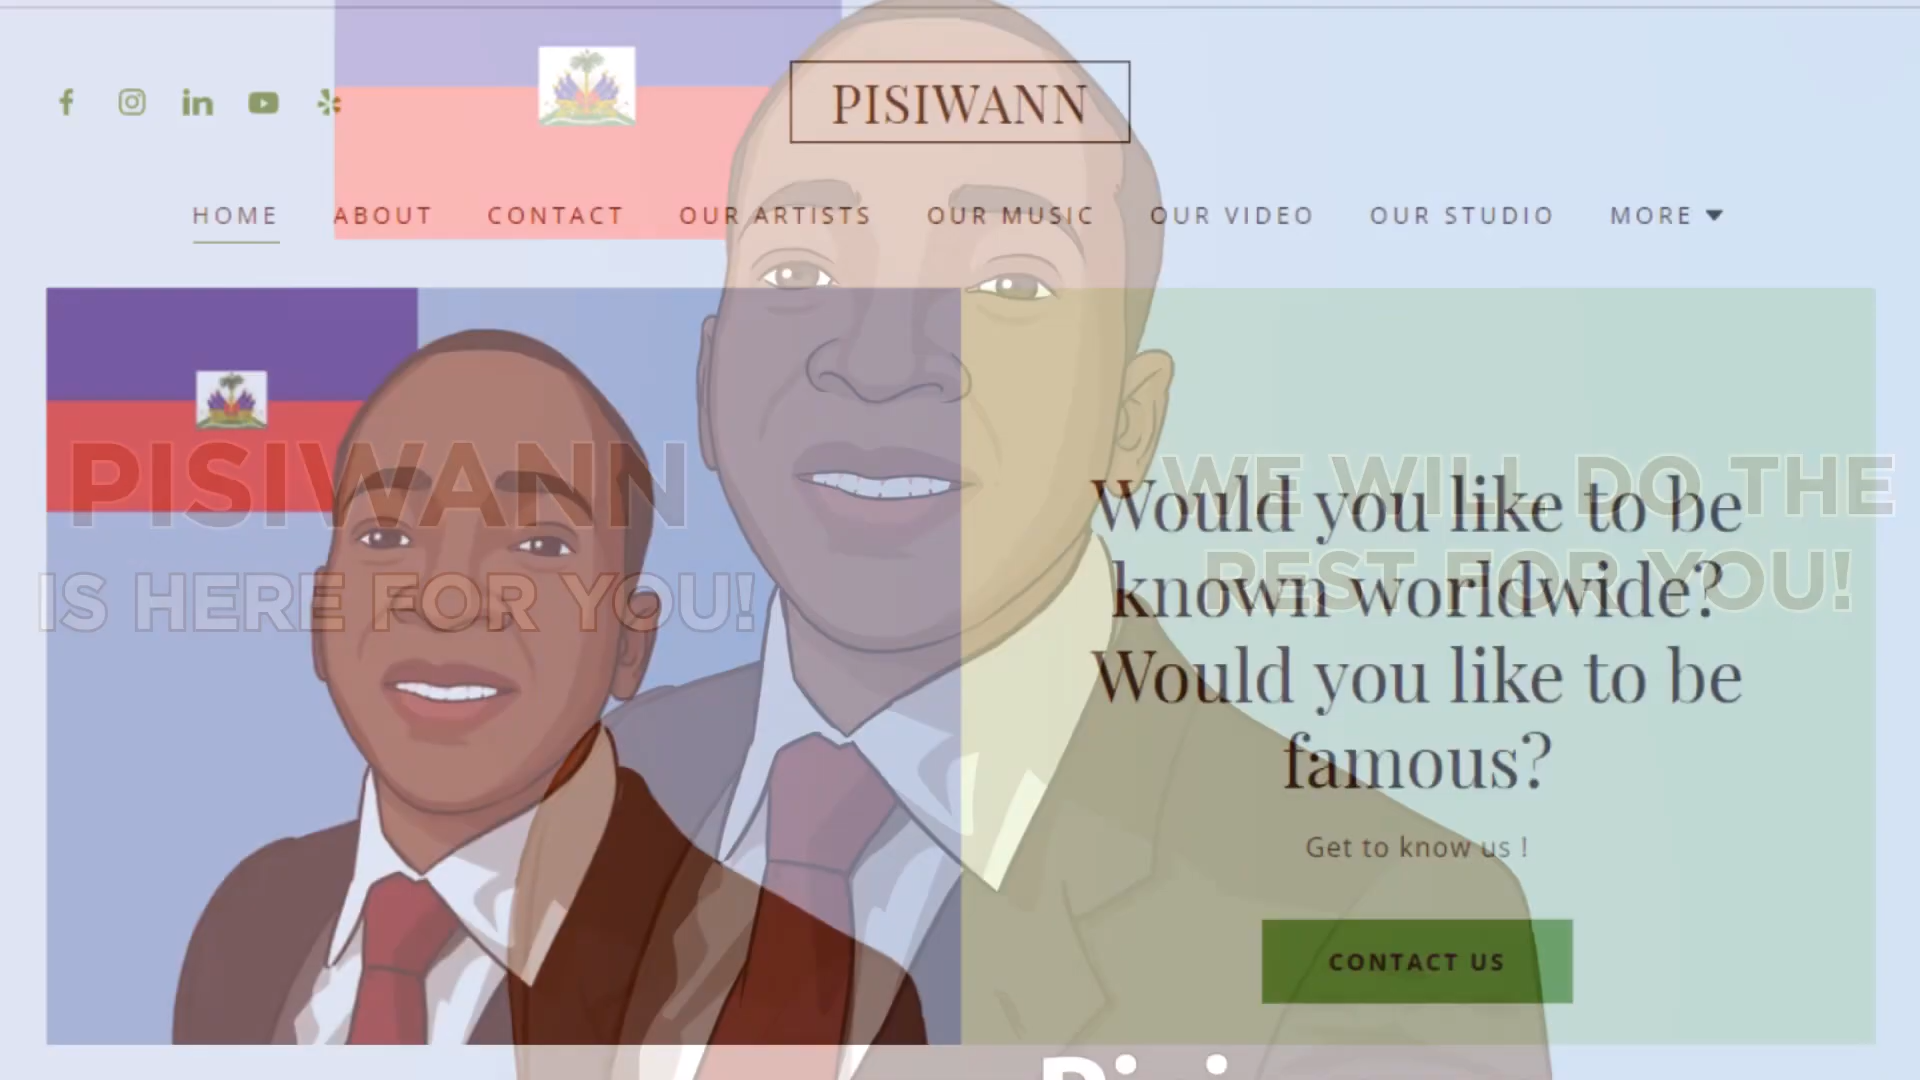 PISIWANN
HOME ABOUT CONTACT OUR ARTISTS OUR MUSIC OUR VIDEO OUR STUDIO MORE
PISIWANN
IS HERE FOR YOU!
WE WILL DO THE
REST FOR YOU!
Would you like to be
known worldwide?
Would you like to be
famous?
Get to know us !
CONTACT US